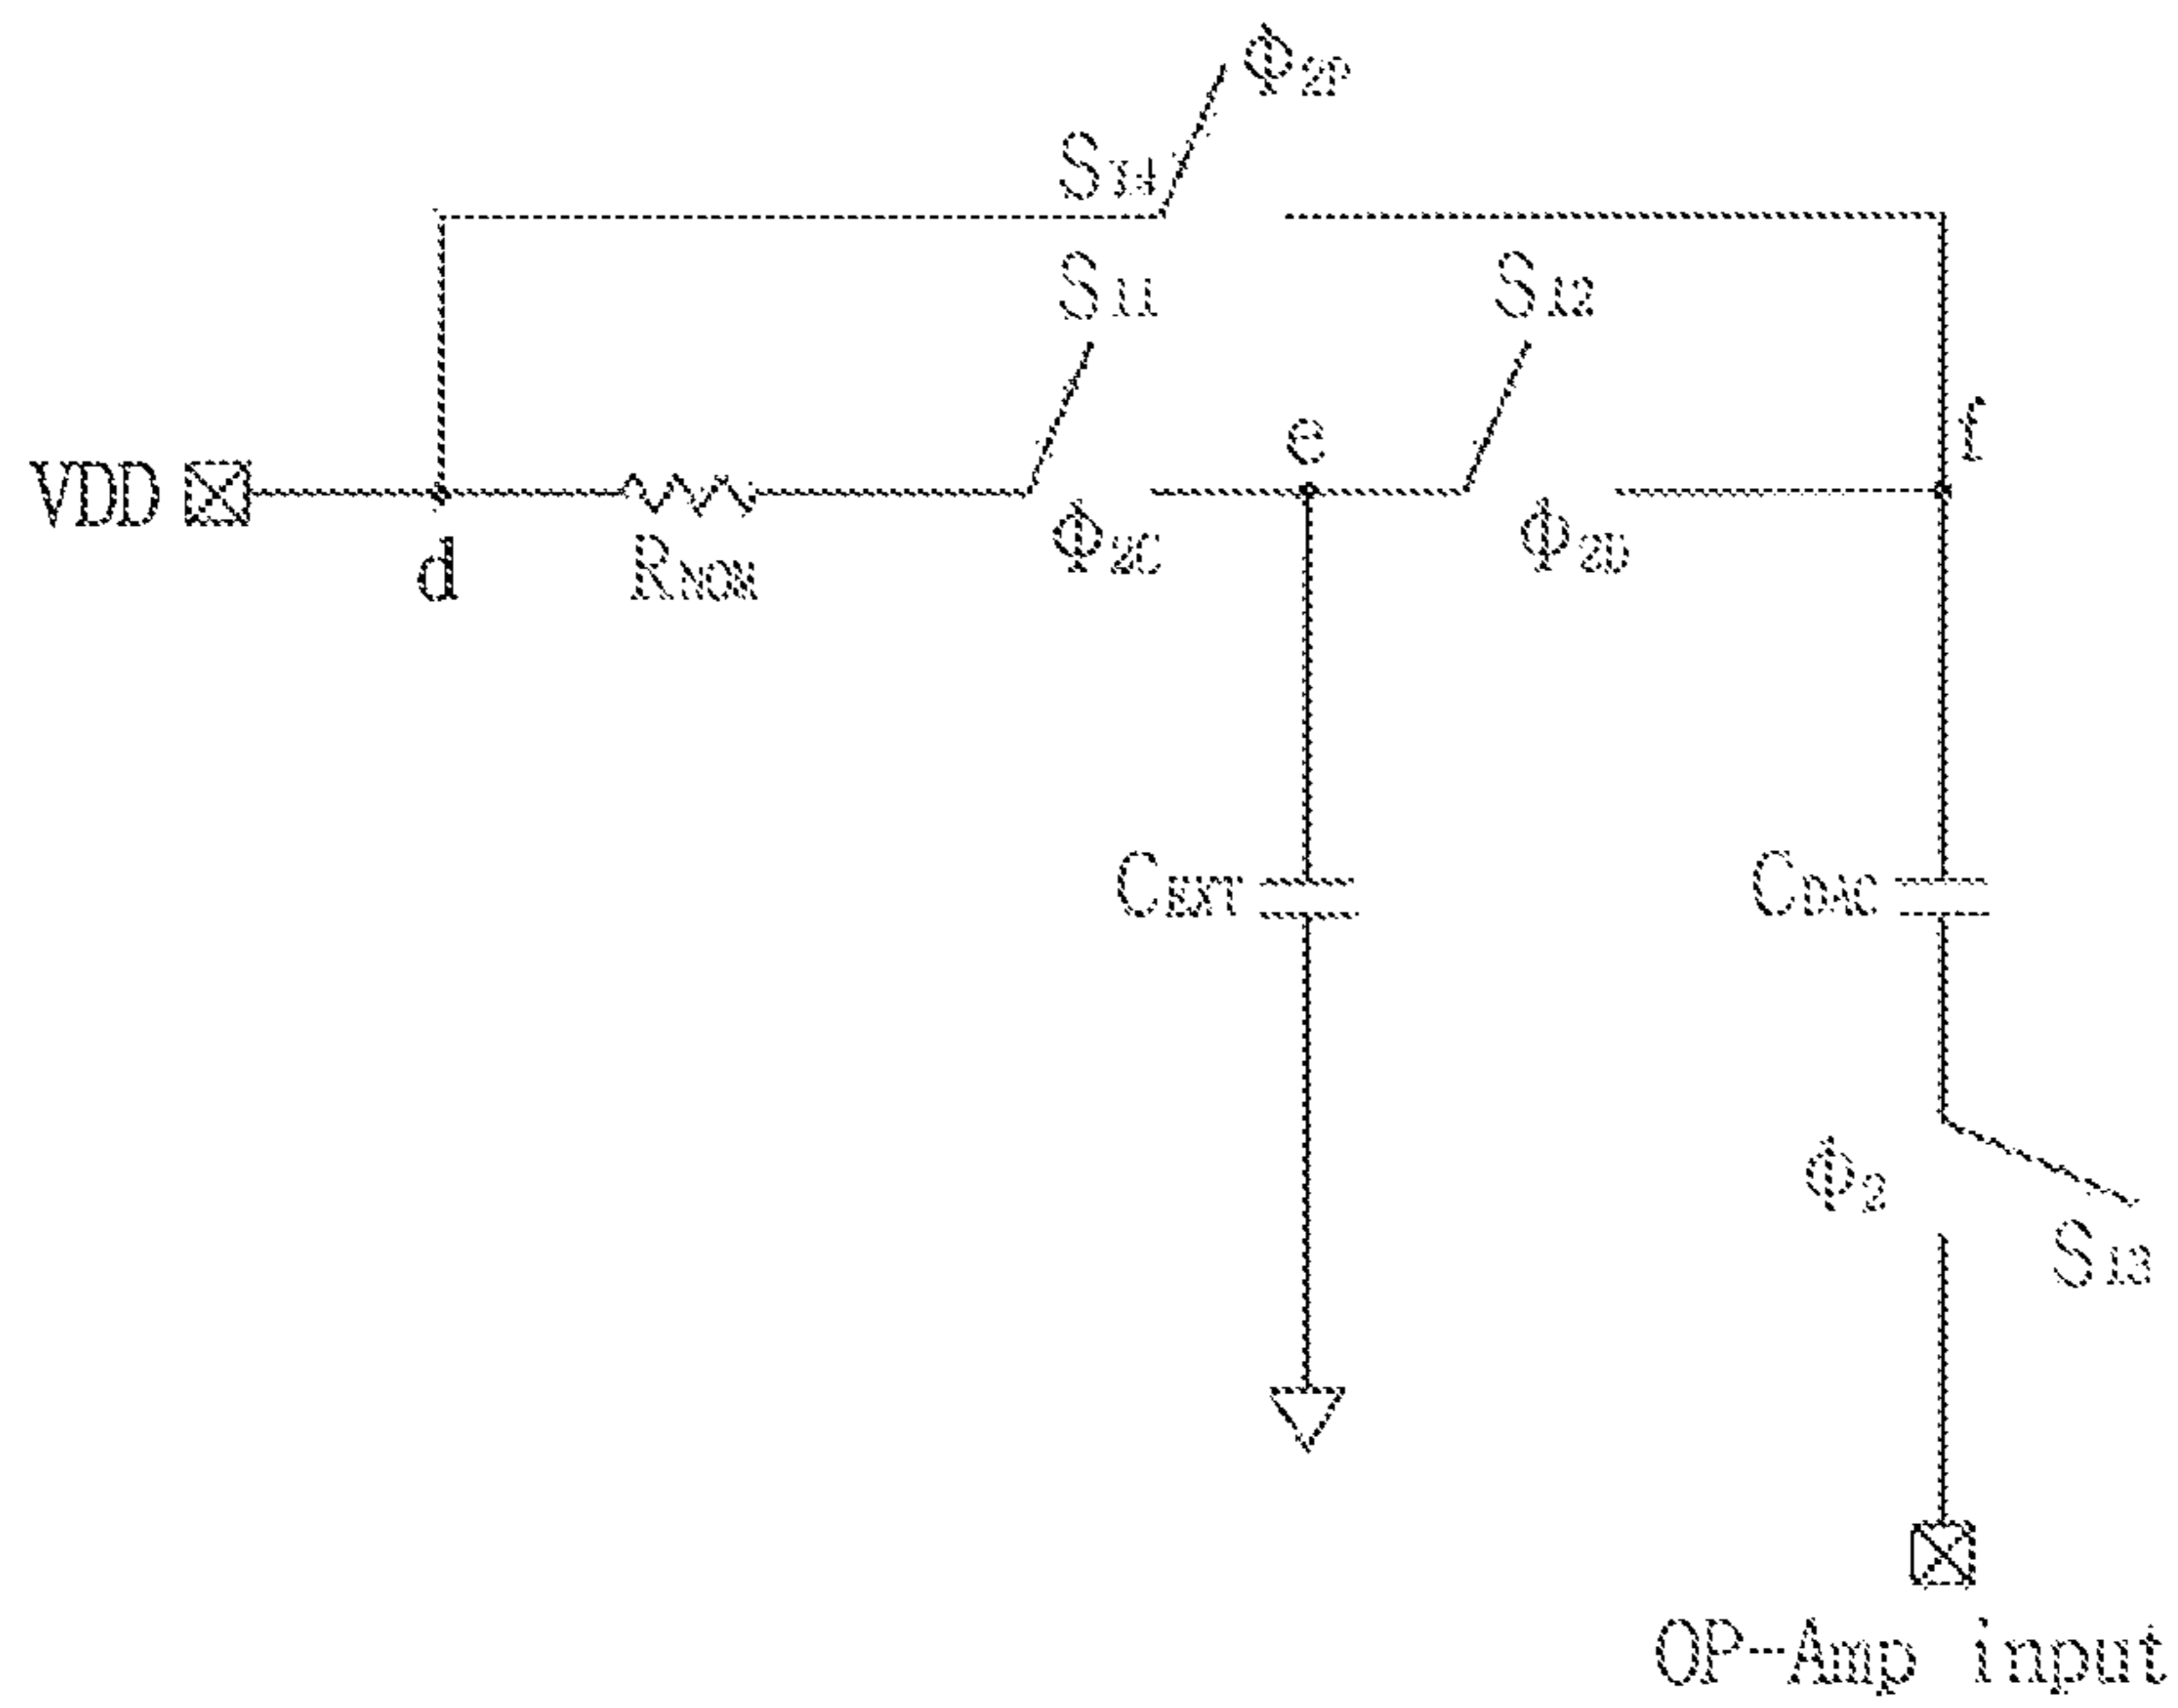 Φ2P
S14
S11
S12
e
f
VDD
d
RNOM
Φ2C
Φ2D
CEXT
CDAC
Φ2
S13
OP-Amp input